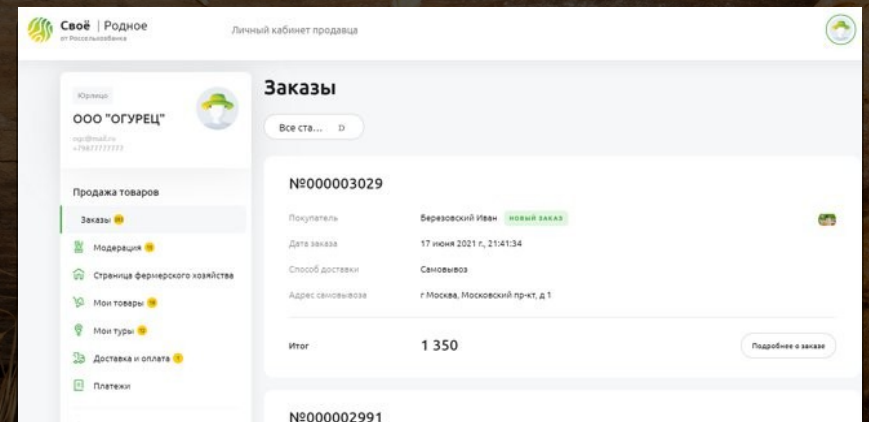 Своё | Родное
от Россельхозбанка
Личный кабинет продавца
Юрлицо
ООО "ОГУРЕЦ"
+79877777777
Продажа товаров
Заказы
Модерация
Страница фермерского хозяйства
Мои товары
Мои туры
Доставка и оплата
Платежи
Заказы
Все ста...
№000003029
Покупатель
Березовский Иван
НОВЫЙ ЗАКАЗ
Дата заказа
17 июня 2021 г., 21:41:34
Способ доставки
Самовывоз
Адрес самовывоза
г Москва, Московский пр-кт, д 1
Итог
1 350
Подробнее о заказе
№000002991